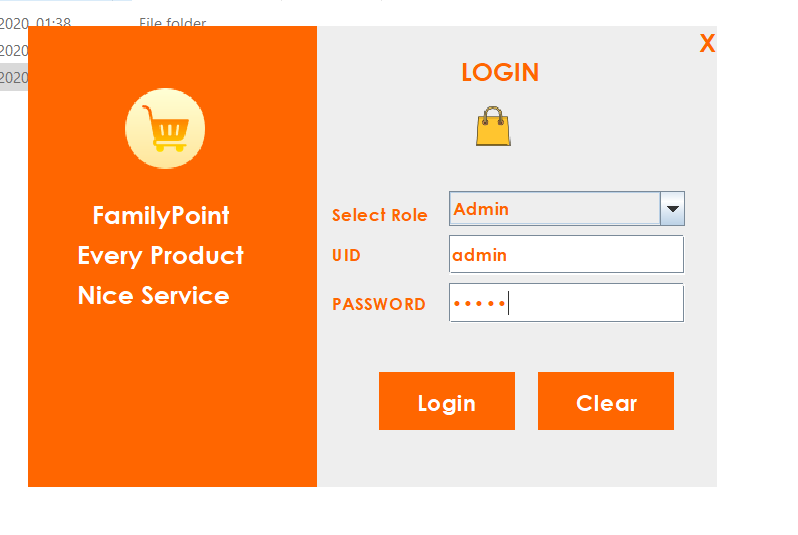 2020 01:38 File folder
2020
2020
X
LOGIN
FamilyPoint
Every Product
Nice Service
Select Role Admin
UID admin
PASSWORD •••••
Login Clear